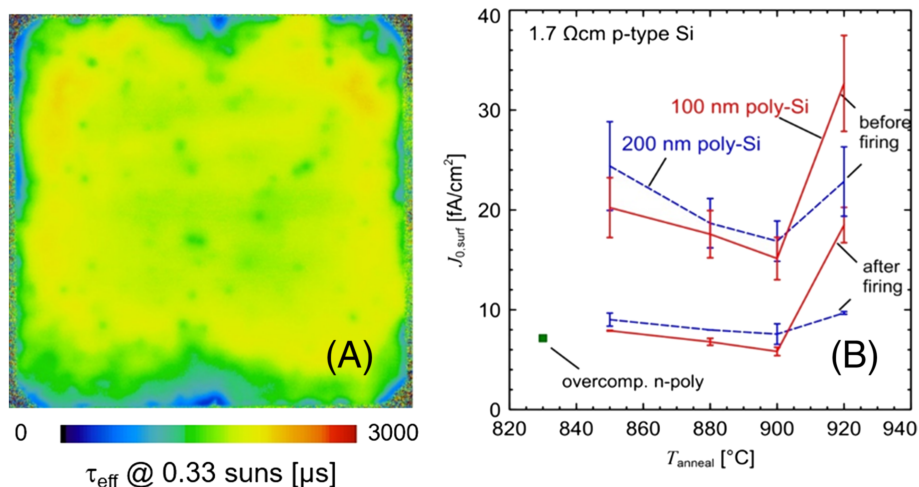 (A)
0
3000
τeff @ 0.33 suns [µs]
40
30
20
10
0
J0,surf [fA/cm²]
1.7 Ωcm p-type Si
100 nm poly-Si
200 nm poly-Si
before
firing
after
firing
overcomp. n-poly
(B)
820 840 860 880 900 920 940
Tanneal [°C]